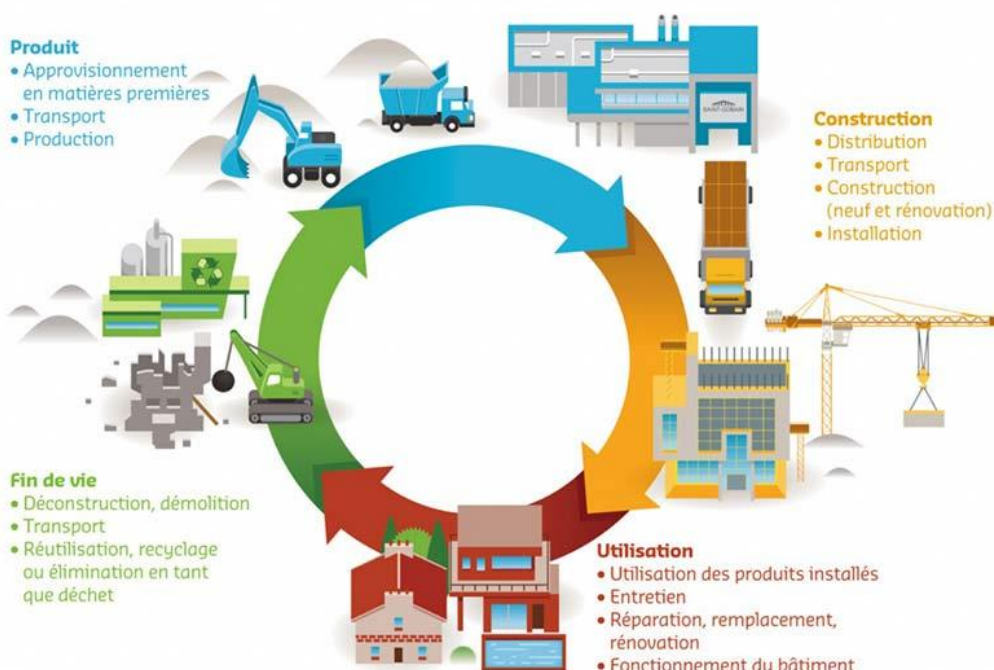 Produit
• Approvisionnement
en matières premières
• Transport
• Production
SAINT-GOBAIN
Construction
• Distribution
• Transport
• Construction
(neuf et rénovation)
• Installation
Fin de vie
• Déconstruction, démolition
• Transport
• Réutilisation, recyclage
ou élimination en tant
que déchet
Utilisation
• Utilisation des produits installés
• Entretien
• Réparation, remplacement,
rénovation
• Fonctionnement du bâtiment